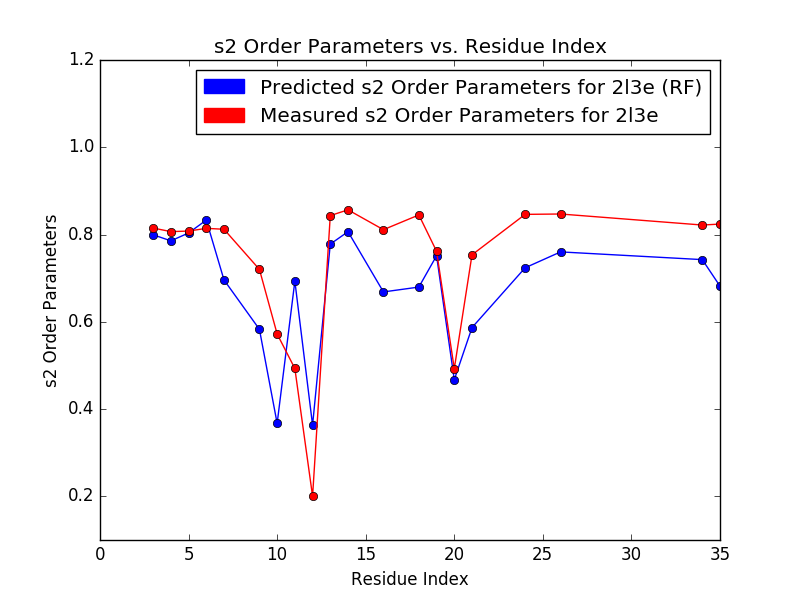 s2 Order Parameters vs. Residue Index
Predicted s2 Order Parameters for 2l3e (RF)
Measured s2 Order Parameters for 2l3e
s2 Order Parameters
1.2
1.0
0.8
0.6
0.4
0.2
0 5 10 15 20 25 30 35
Residue Index